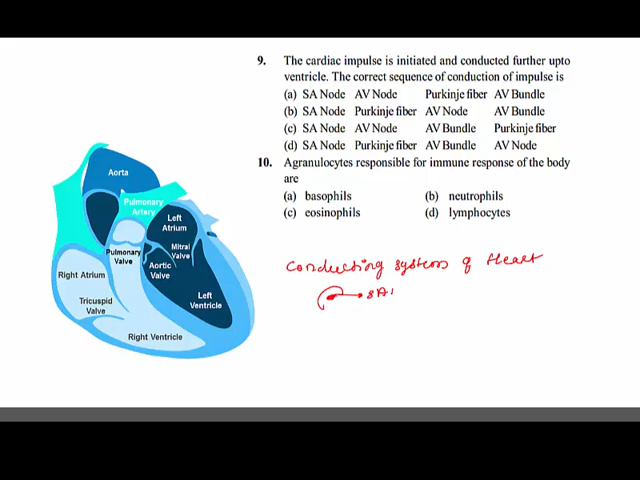 9. The cardiac impulse is initiated and conducted further upto
ventricle. The correct sequence of conduction of impulse is
(a) SA Node AV Node Purkinje fiber AV Bundle
(b) SA Node Purkinje fiber AV Node AV Bundle
(c) SA Node AV Node AV Bundle Purkinje fiber
(d) SA Node Purkinje fiber AV Bundle AV Node
10. Agranulocytes responsible for immune response of the body
are
(a) basophils (b) neutrophils
(c) eosinophils (d) lymphocytes
Aorta
Pulmonary
Artery
Left
Atrium
Mitral
Valve
Pulmonary
Valve
Aortic
Valve
Right Atrium
Left
Ventricle
Tricuspid
Valve
Right Ventricle
Conducting system of Heart
SA